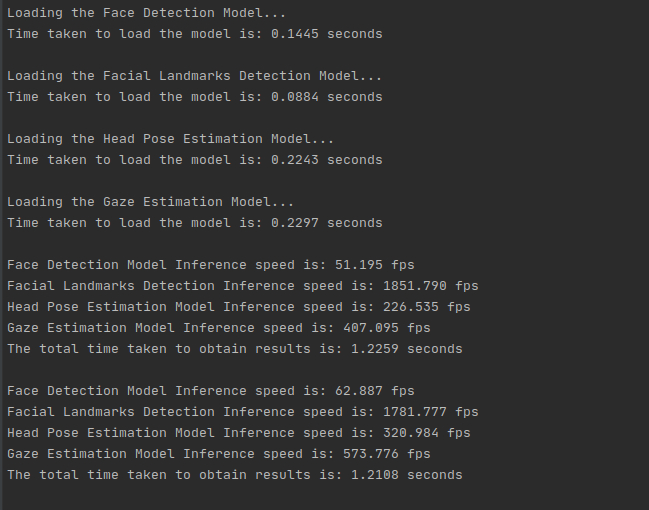 Loading the Face Detection Model...
Time taken to load the model is: 0.1445 seconds
Loading the Facial Landmarks Detection Model...
Time taken to load the model is: 0.0884 seconds
Loading the Head Pose Estimation Model...
Time taken to load the model is: 0.2243 seconds
Loading the Gaze Estimation Model...
Time taken to load the model is: 0.2297 seconds
Face Detection Model Inference speed is: 51.195 fps
Facial Landmarks Detection Inference speed is: 1851.790 fps
Head Pose Estimation Model Inference speed is: 226.535 fps
Gaze Estimation Model Inference speed is: 407.095 fps
The total time taken to obtain results is: 1.2259 seconds
Face Detection Model Inference speed is: 62.887 fps
Facial Landmarks Detection Inference speed is: 1781.777 fps
Head Pose Estimation Model Inference speed is: 320.984 fps
Gaze Estimation Model Inference speed is: 573.776 fps
The total time taken to obtain results is: 1.2108 seconds